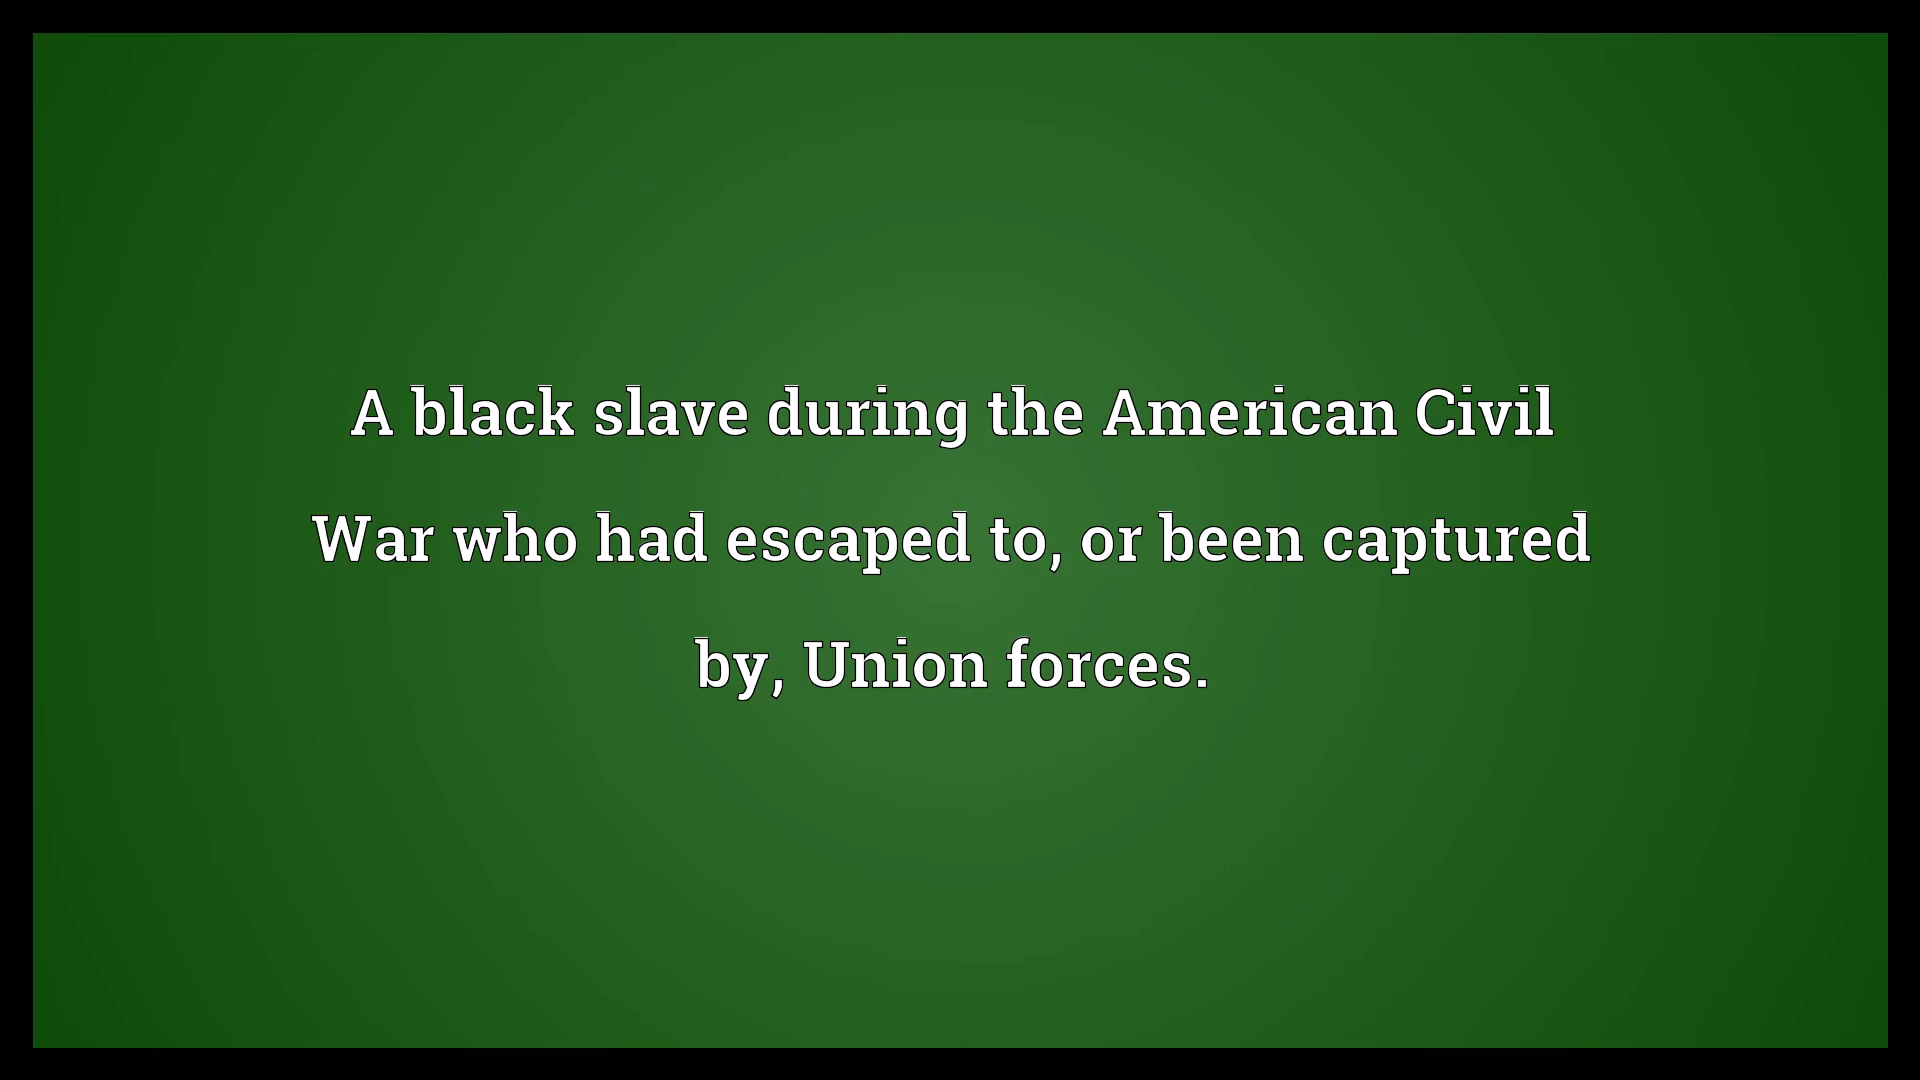 A black slave during the American Civil
War who had escaped to, or been captured
by, Union forces.